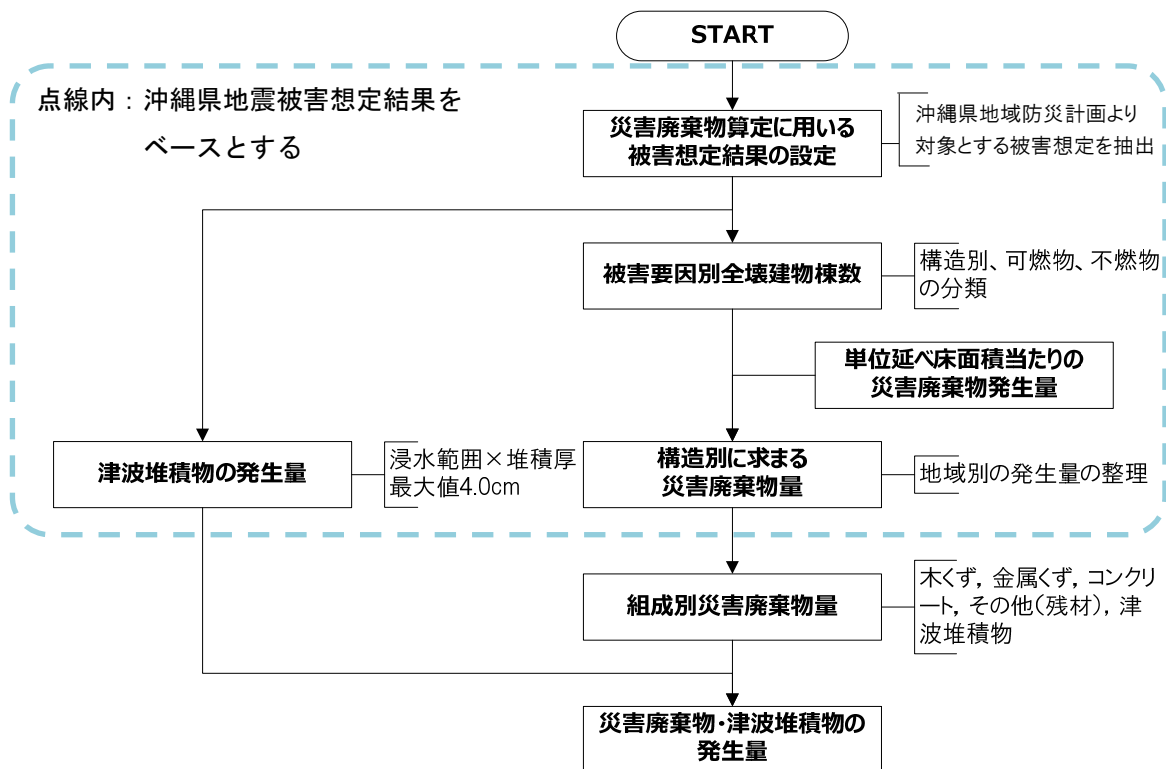 START
点線内：沖縄県地震被害想定結果を
ベースとする
災害廃棄物算定に用いる
被害想定結果の設定
沖縄県地域防災計画より
対象とする被害想定を抽出
被害要因別全壊建物棟数
構造別、可燃物、不燃物
の分類
単位延べ床面積当たりの
災害廃棄物発生量
津波堆積物の発生量
浸水範囲×堆積厚
最大値4.0cm
構造別に求まる
災害廃棄物量
地域別の発生量の整理
組成別災害廃棄物量
木くず，金属くず，コンクリ
ート，その他（残材），津
波堆積物
災害廃棄物・津波堆積物の
発生量